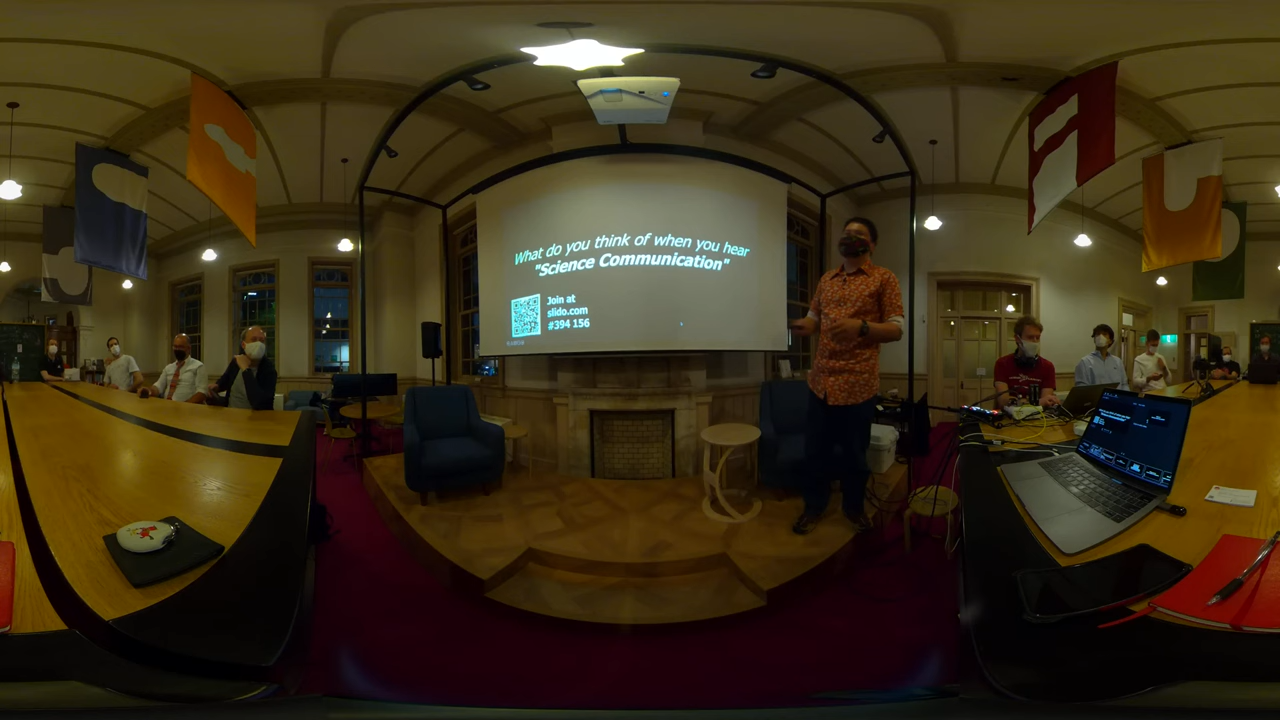 What do you think of when you hear
"Science Communication"
Join at
slido.com
#394 156